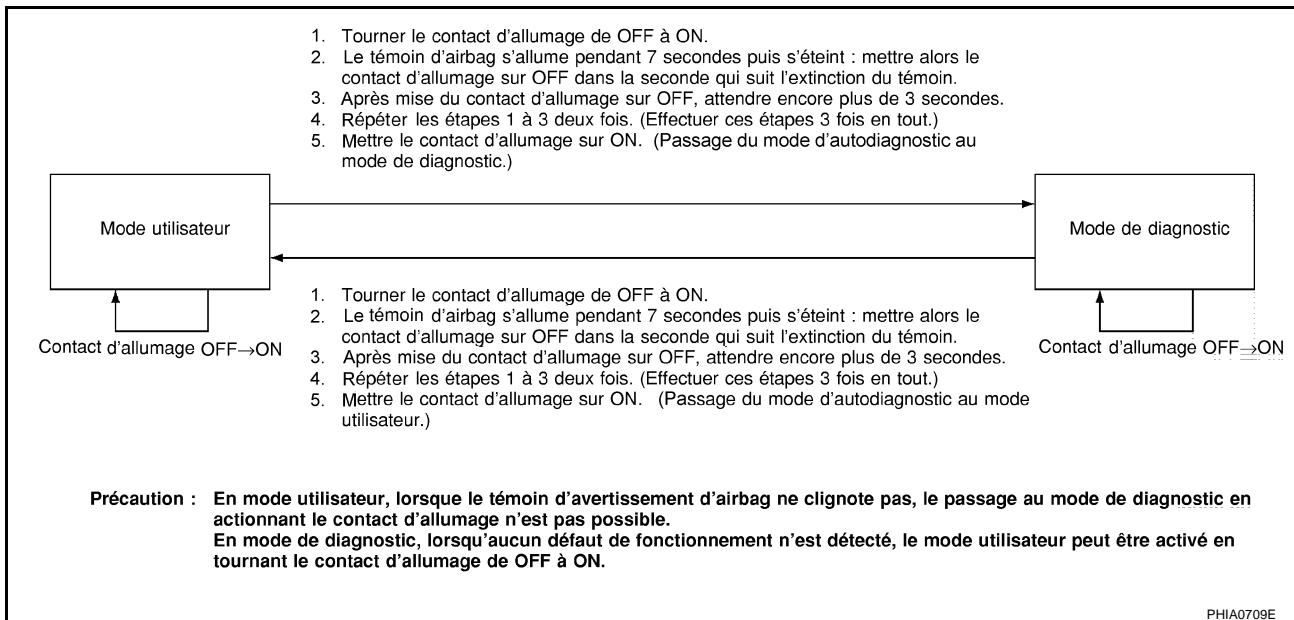 1. Tourner le contact d'allumage de OFF à ON.
2. Le témoin d'airbag s'allume pendant 7 secondes puis s'éteint : mettre alors le
contact d'allumage sur OFF dans la seconde qui suit l'extinction du témoin.
3. Après mise du contact d'allumage sur OFF, attendre encore plus de 3 secondes.
4. Répéter les étapes 1 à 3 deux fois. (Effectuer ces étapes 3 fois en tout.)
5. Mettre le contact d'allumage sur ON. (Passage du mode d'autodiagnostic au
mode de diagnostic.)
Mode utilisateur
Mode de diagnostic
Contact d'allumage OFF→ON
Contact d'allumage OFF→ON
1. Tourner le contact d'allumage de OFF à ON.
2. Le témoin d'airbag s'allume pendant 7 secondes puis s'éteint : mettre alors le
contact d'allumage sur OFF dans la seconde qui suit l'extinction du témoin.
3. Après mise du contact d'allumage sur OFF, attendre encore plus de 3 secondes.
4. Répéter les étapes 1 à 3 deux fois. (Effectuer ces étapes 3 fois en tout.)
5. Mettre le contact d'allumage sur ON. (Passage du mode d'autodiagnostic au mode
utilisateur.)
Précaution : En mode utilisateur, lorsque le témoin d'avertissement d'airbag ne clignote pas, le passage au mode de diagnostic en
actionnant le contact d'allumage n'est pas possible.
En mode de diagnostic, lorsqu'aucun défaut de fonctionnement n'est détecté, le mode utilisateur peut être activé en
tournant le contact d'allumage de OFF à ON.
PHIA0709E